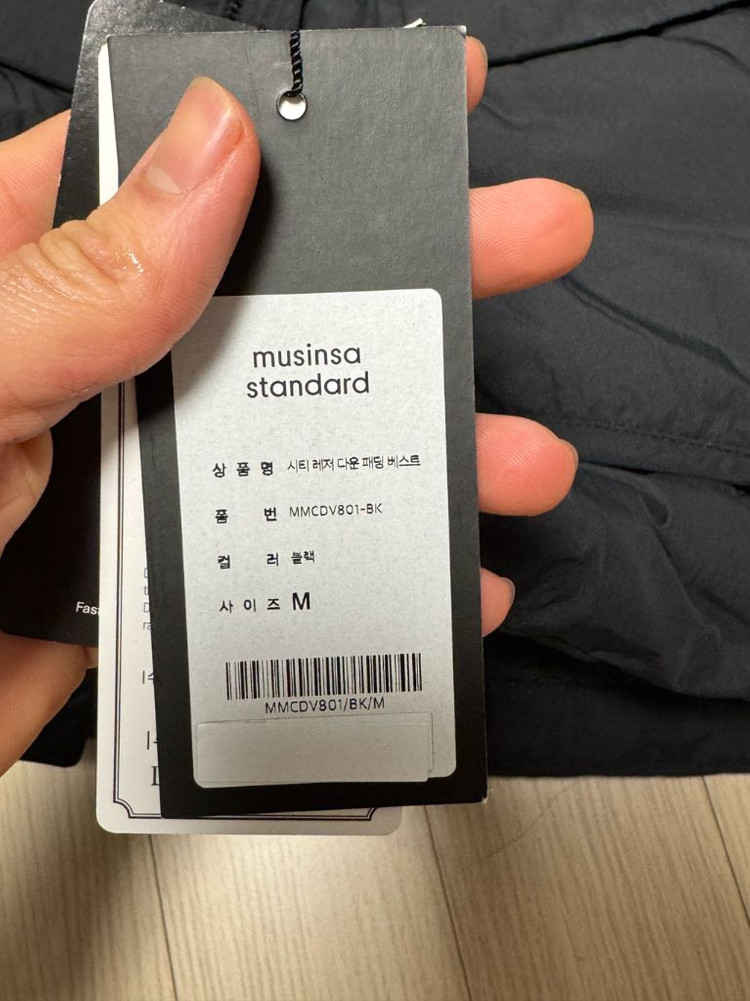 musinsa
standard
상품명 시티 레저 다운 패딩 베스트
품번 MMCDV801-BK
컬러 블랙
사이즈 M
MMCDV801/BK/M
Fas